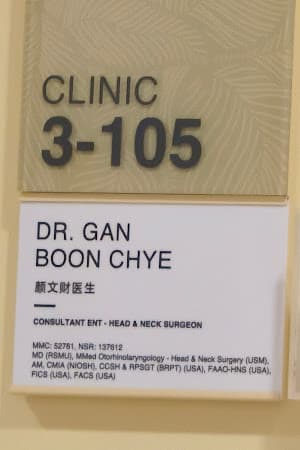 CLINIC
3-105
DR. GAN
BOON CHYE
颜文财医生
CONSULTANT ENT - HEAD & NECK SURGEON
MMC: 52761, NSR: 137612
MD (RSMU), MMed Otorhinolaryngology - Head & Neck Surgery (USM),
AM, CMIA (NIOSH), CCSH & RPSGT (BRPT) (USA), FAAO-HNS (USA),
FICS (USA), FACS (USA)